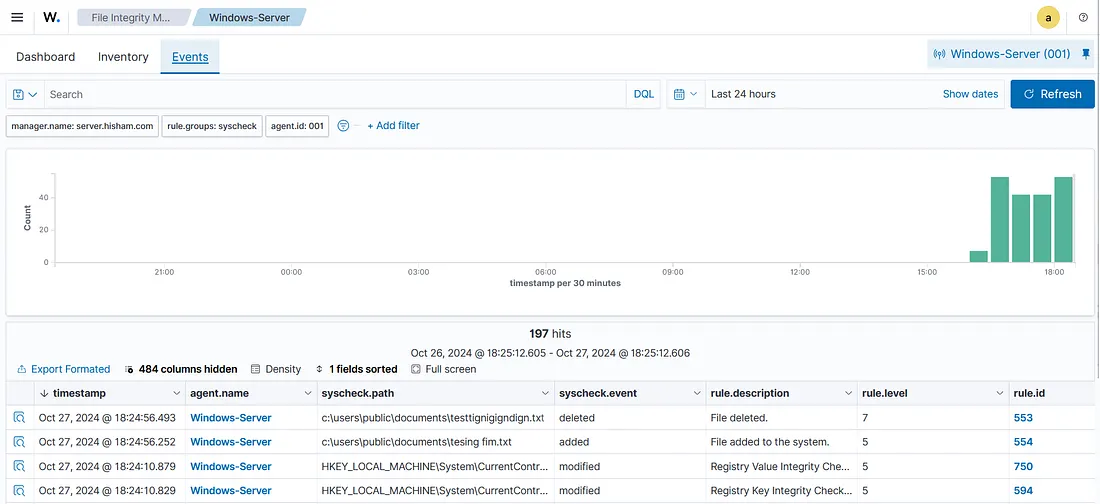 W. File Integrity M... Windows-Server a
Dashboard Inventory Events Windows-Server (001)
Search DQL Last 24 hours Show dates Refresh
manager.name: server.hisham.com rule.groups: syscheck agent.id: 001 + Add filter
Count
40
20
0
21:00 00:00 03:00 06:00 09:00 12:00 15:00 18:00
timestamp per 30 minutes
197 hits
Oct 26, 2024 @ 18:25:12.605 - Oct 27, 2024 @ 18:25:12.606
Export Formated 484 columns hidden Density 1 fields sorted Full screen
timestamp agent.name syscheck.path syscheck.event rule.description rule.level rule.id
Oct 27, 2024 @ 18:24:56.493 Windows-Server c:\users\public\documents\testtignigigndign.txt deleted File deleted. 7 553
Oct 27, 2024 @ 18:24:56.252 Windows-Server c:\users\public\documents\tesing fim.txt added File added to the system. 5 554
Oct 27, 2024 @ 18:24:10.879 Windows-Server HKEY_LOCAL_MACHINE\System\CurrentContr... modified Registry Value Integrity Che... 5 750
Oct 27, 2024 @ 18:24:10.829 Windows-Server HKEY_LOCAL_MACHINE\System\CurrentContr... modified Registry Key Integrity Check... 5 594